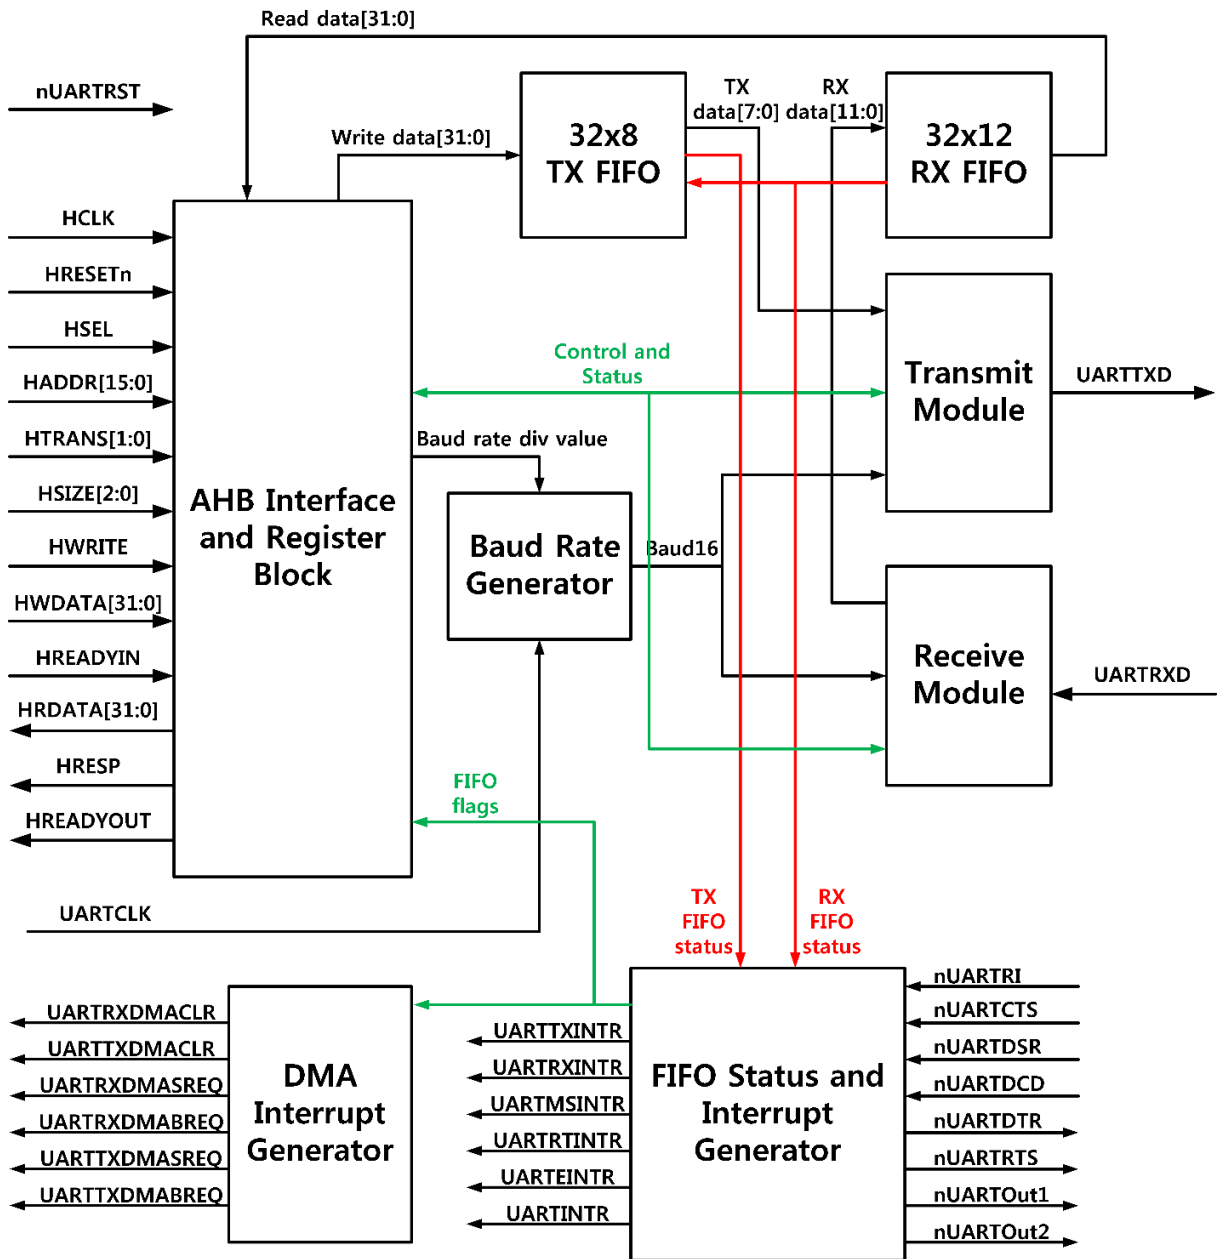 Read data[31:0]
nUARTRST
Write data[31:0]
32x8
TX FIFO
TX
data[7:0]
RX
data[11:0]
32x12
RX FIFO
HCLK
HRESETn
HSEL
HADDR[15:0]
HTRANS[1:0]
HSIZE[2:0]
HWRITE
HWDATA[31:0]
HREADYIN
HRDATA[31:0]
HRESP
HREADYOUT
AHB Interface
and Register
Block
Control and
Status
Baud rate div value
Baud Rate
Generator
Baud16
Transmit
Module
UARTTXD
Receive
Module
UARTRXD
FIFO
flags
UARTCLK
TX
FIFO
status
RX
FIFO
status
UARTRXDMACLR
UARTTXDMACLR
UARTRXDMASREQ
UARTRXDMABREQ
UARTTXDMASREQ
UARTTXDMABREQ
DMA
Interrupt
Generator
UARTTXINTR
UARTRXINTR
UARTMSINTR
UARTRTINTR
UARTEINTR
UARTINTR
FIFO Status and
Interrupt
Generator
nUARTRI
nUARTCTS
nUARTDSR
nUARTDCD
nUARTDTR
nUARTRTS
nUARTOut1
nUARTOut2